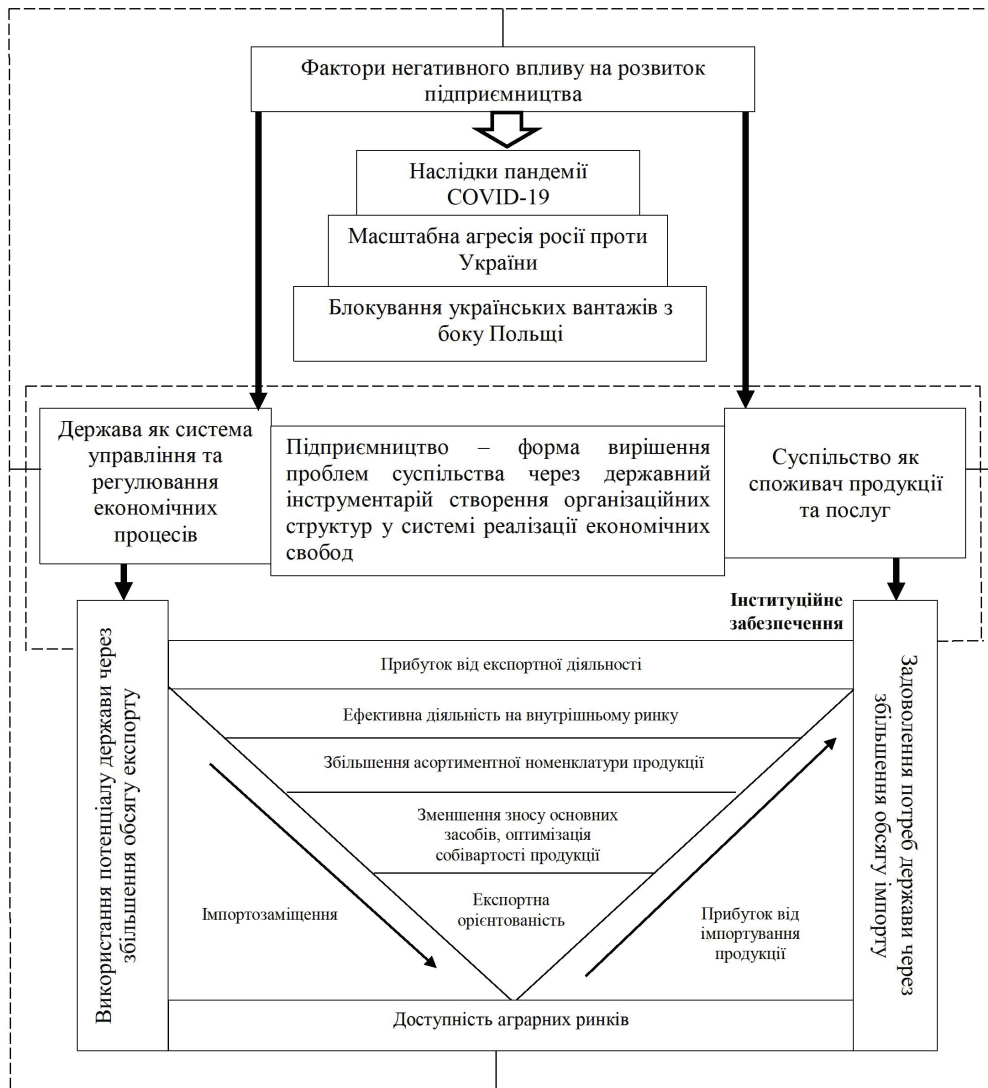 Фактори негативного впливу на розвиток
підприємництва
Наслідки пандемії
COVID-19
Масштабна агресія росії проти
України
Блокування українських вантажів з
боку Польщі
Держава як система
управління та
регулювання
економічних
процесів
Підприємництво – форма вирішення
проблем суспільства через державний
інструментарій створення організаційних
структур у системі реалізації економічних
свобод
Суспільство як
споживач продукції
та послуг
Інституційне
забезпечення
Використання потенціалу держави через
збільшення обсягу експорту
Прибуток від експортної діяльності
Ефективна діяльність на внутрішньому ринку
Збільшення асортиментної номенклатури продукції
Зменшення зносу основних
засобів, оптимізація
собівартості продукції
Експортна
орієнтованість
Імпортозаміщення
Прибуток від
імпортування
продукції
Доступність аграрних ринків
Задоволення потреб держави через
збільшення обсягу імпорту